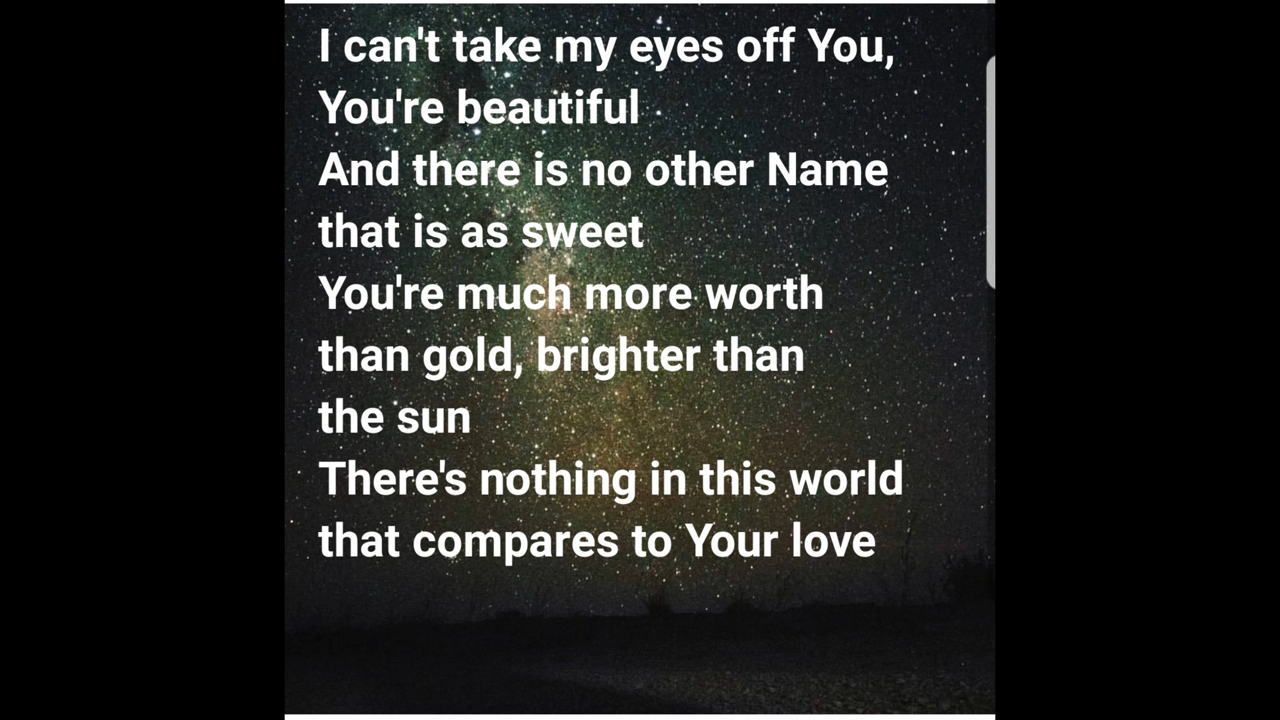 I can't take my eyes off You,
You're beautiful
And there is no other Name
that is as sweet
You're much more worth
than gold, brighter than
the sun
There's nothing in this world
that compares to Your love